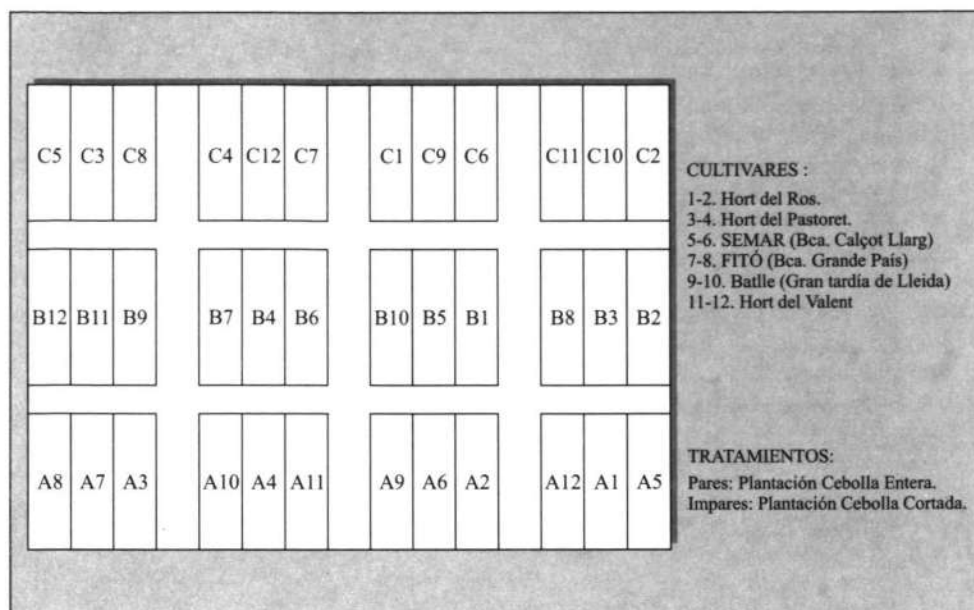 C5 C3 C8 C4 C12 C7 C1 C9 C6 C11 C10 C2
B12 B11 B9 B7 B4 B6 B10 B5 B1 B8 B3 B2
A8 A7 A3 A10 A4 A11 A9 A6 A2 A12 A1 A5
CULTIVARES :
1-2. Hort del Ros.
3-4. Hort del Pastoret.
5-6. SEMAR (Bca. Calçot Llarg)
7-8. FITÓ (Bca. Grande País)
9-10. Batlle (Gran tardía de Lleida)
11-12. Hort del Valent
TRATAMIENTOS:
Pares: Plantación Cebolla Entera.
Impares: Plantación Cebolla Cortada.